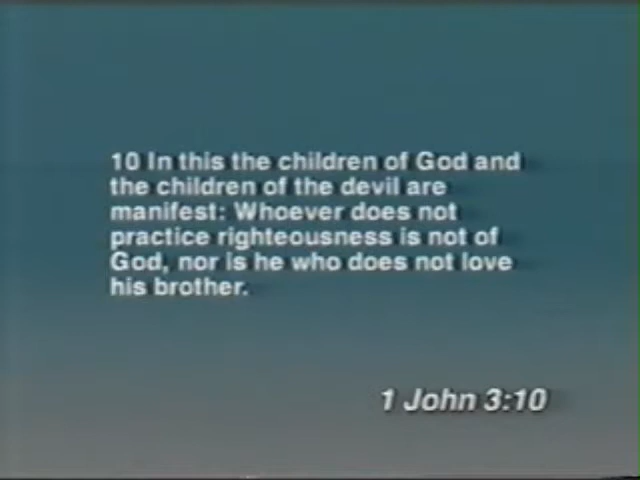 10 In this the children of God and
the children of the devil are
manifest: Whoever does not
practice righteousness is not of
God, nor is he who does not love
his brother.
1 John 3:10